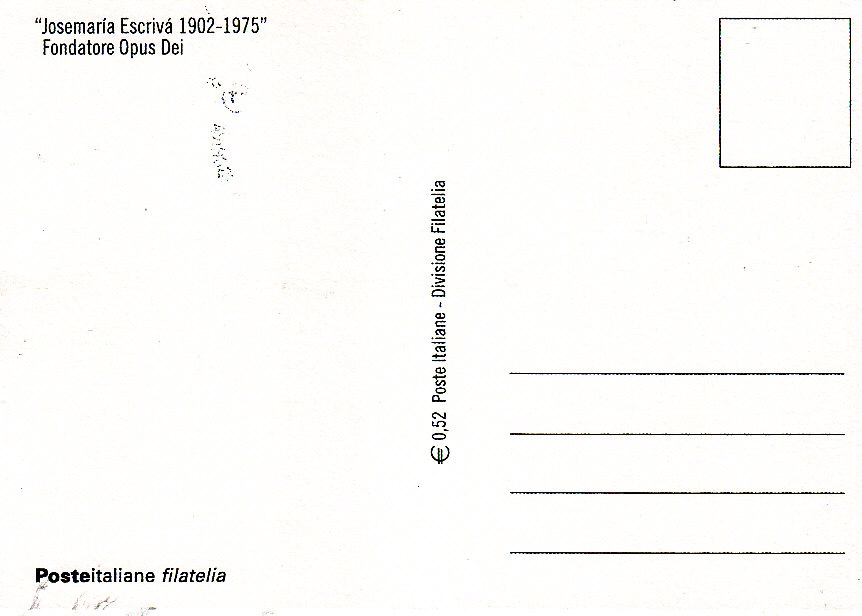 “Josemaría Escrivá 1902-1975”
Fondatore Opus Dei
€ 0,52 Poste Italiane - Divisione Filatelia
Posteitaliane filatelia